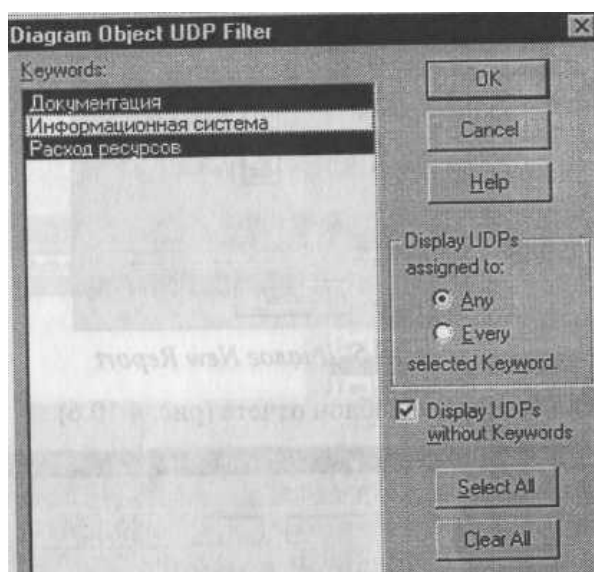 Diagram Object UDP Filter
Keywords:
Документация
Информационная система
Расход ресурсов
OK
Cancel
Help
Display UDPs
assigned to:
Any
Every
selected Keyword.
Display UDPs
without Keywords
Select All
Clear All